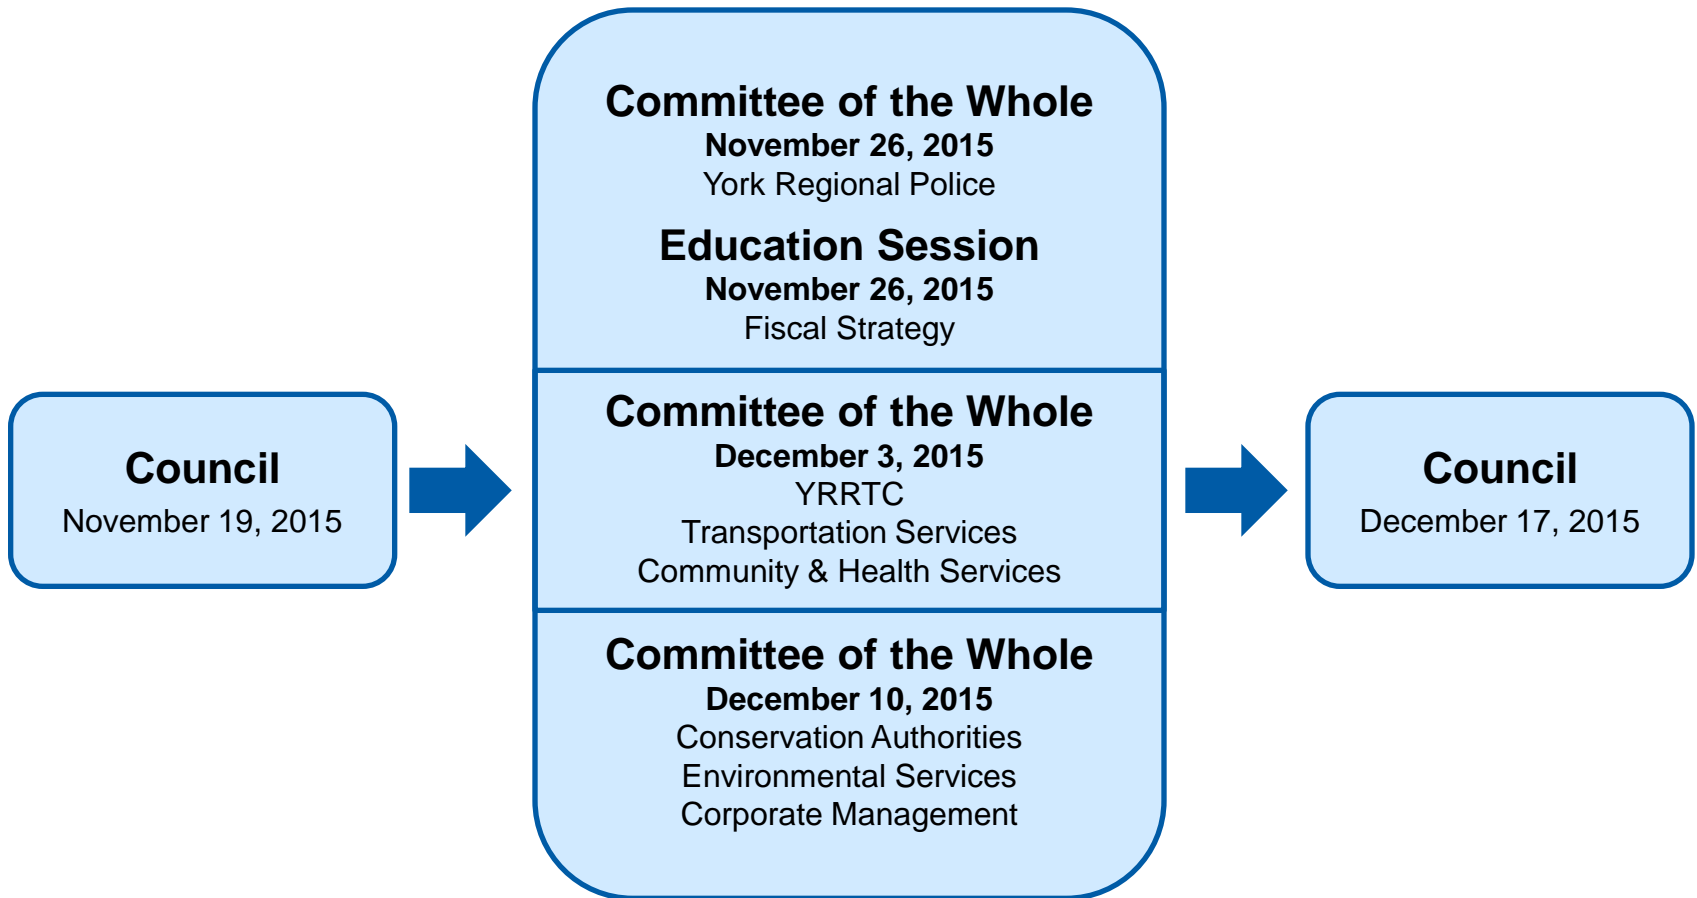 Council
November 19, 2015
Committee of the Whole
November 26, 2015
York Regional Police
Education Session
November 26, 2015
Fiscal Strategy
Committee of the Whole
December 3, 2015
YRRTC
Transportation Services
Community & Health Services
Committee of the Whole
December 10, 2015
Conservation Authorities
Environmental Services
Corporate Management
Council
December 17, 2015